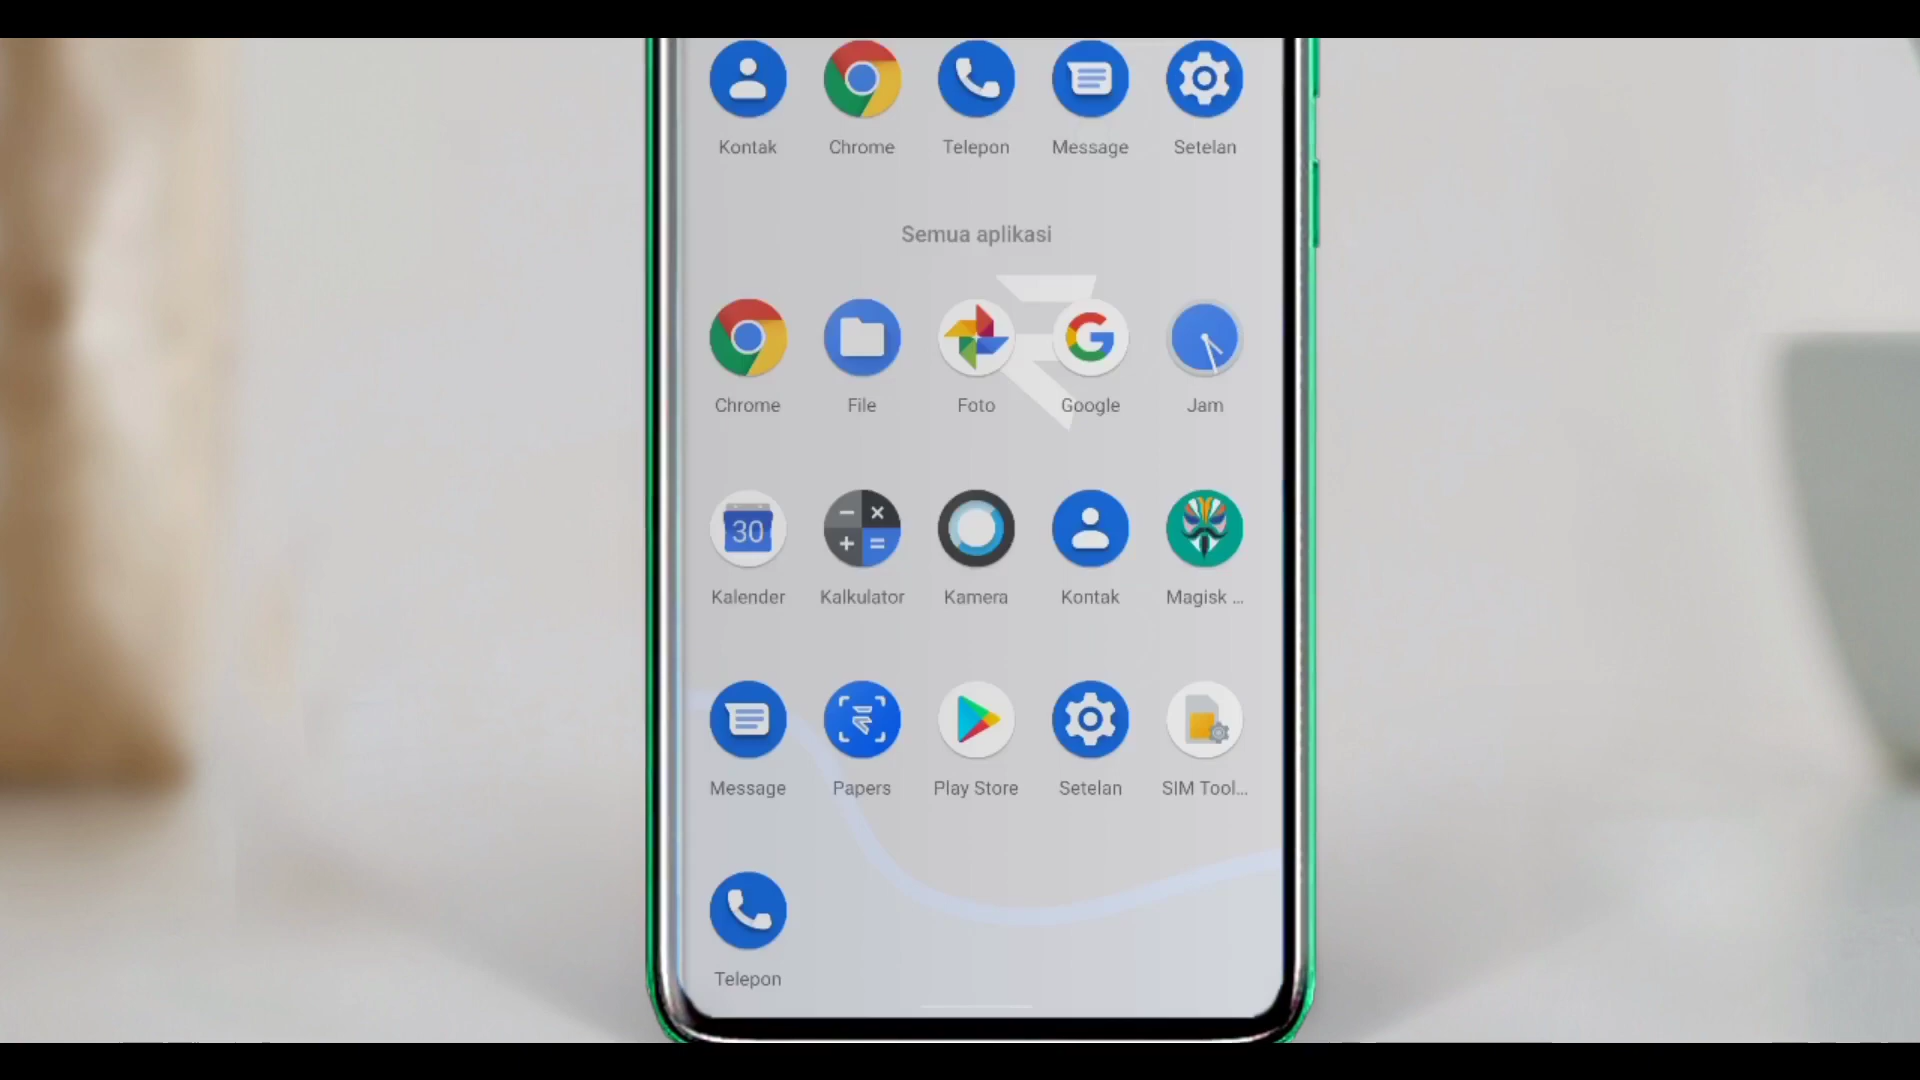 Kontak Chrome Telepon Message Setelan
Semua aplikasi
Chrome File Foto Google Jam
30
Kalender Kalkulator Kamera Kontak Magisk ...
Message Papers Play Store Setelan SIM Tool...
Telepon